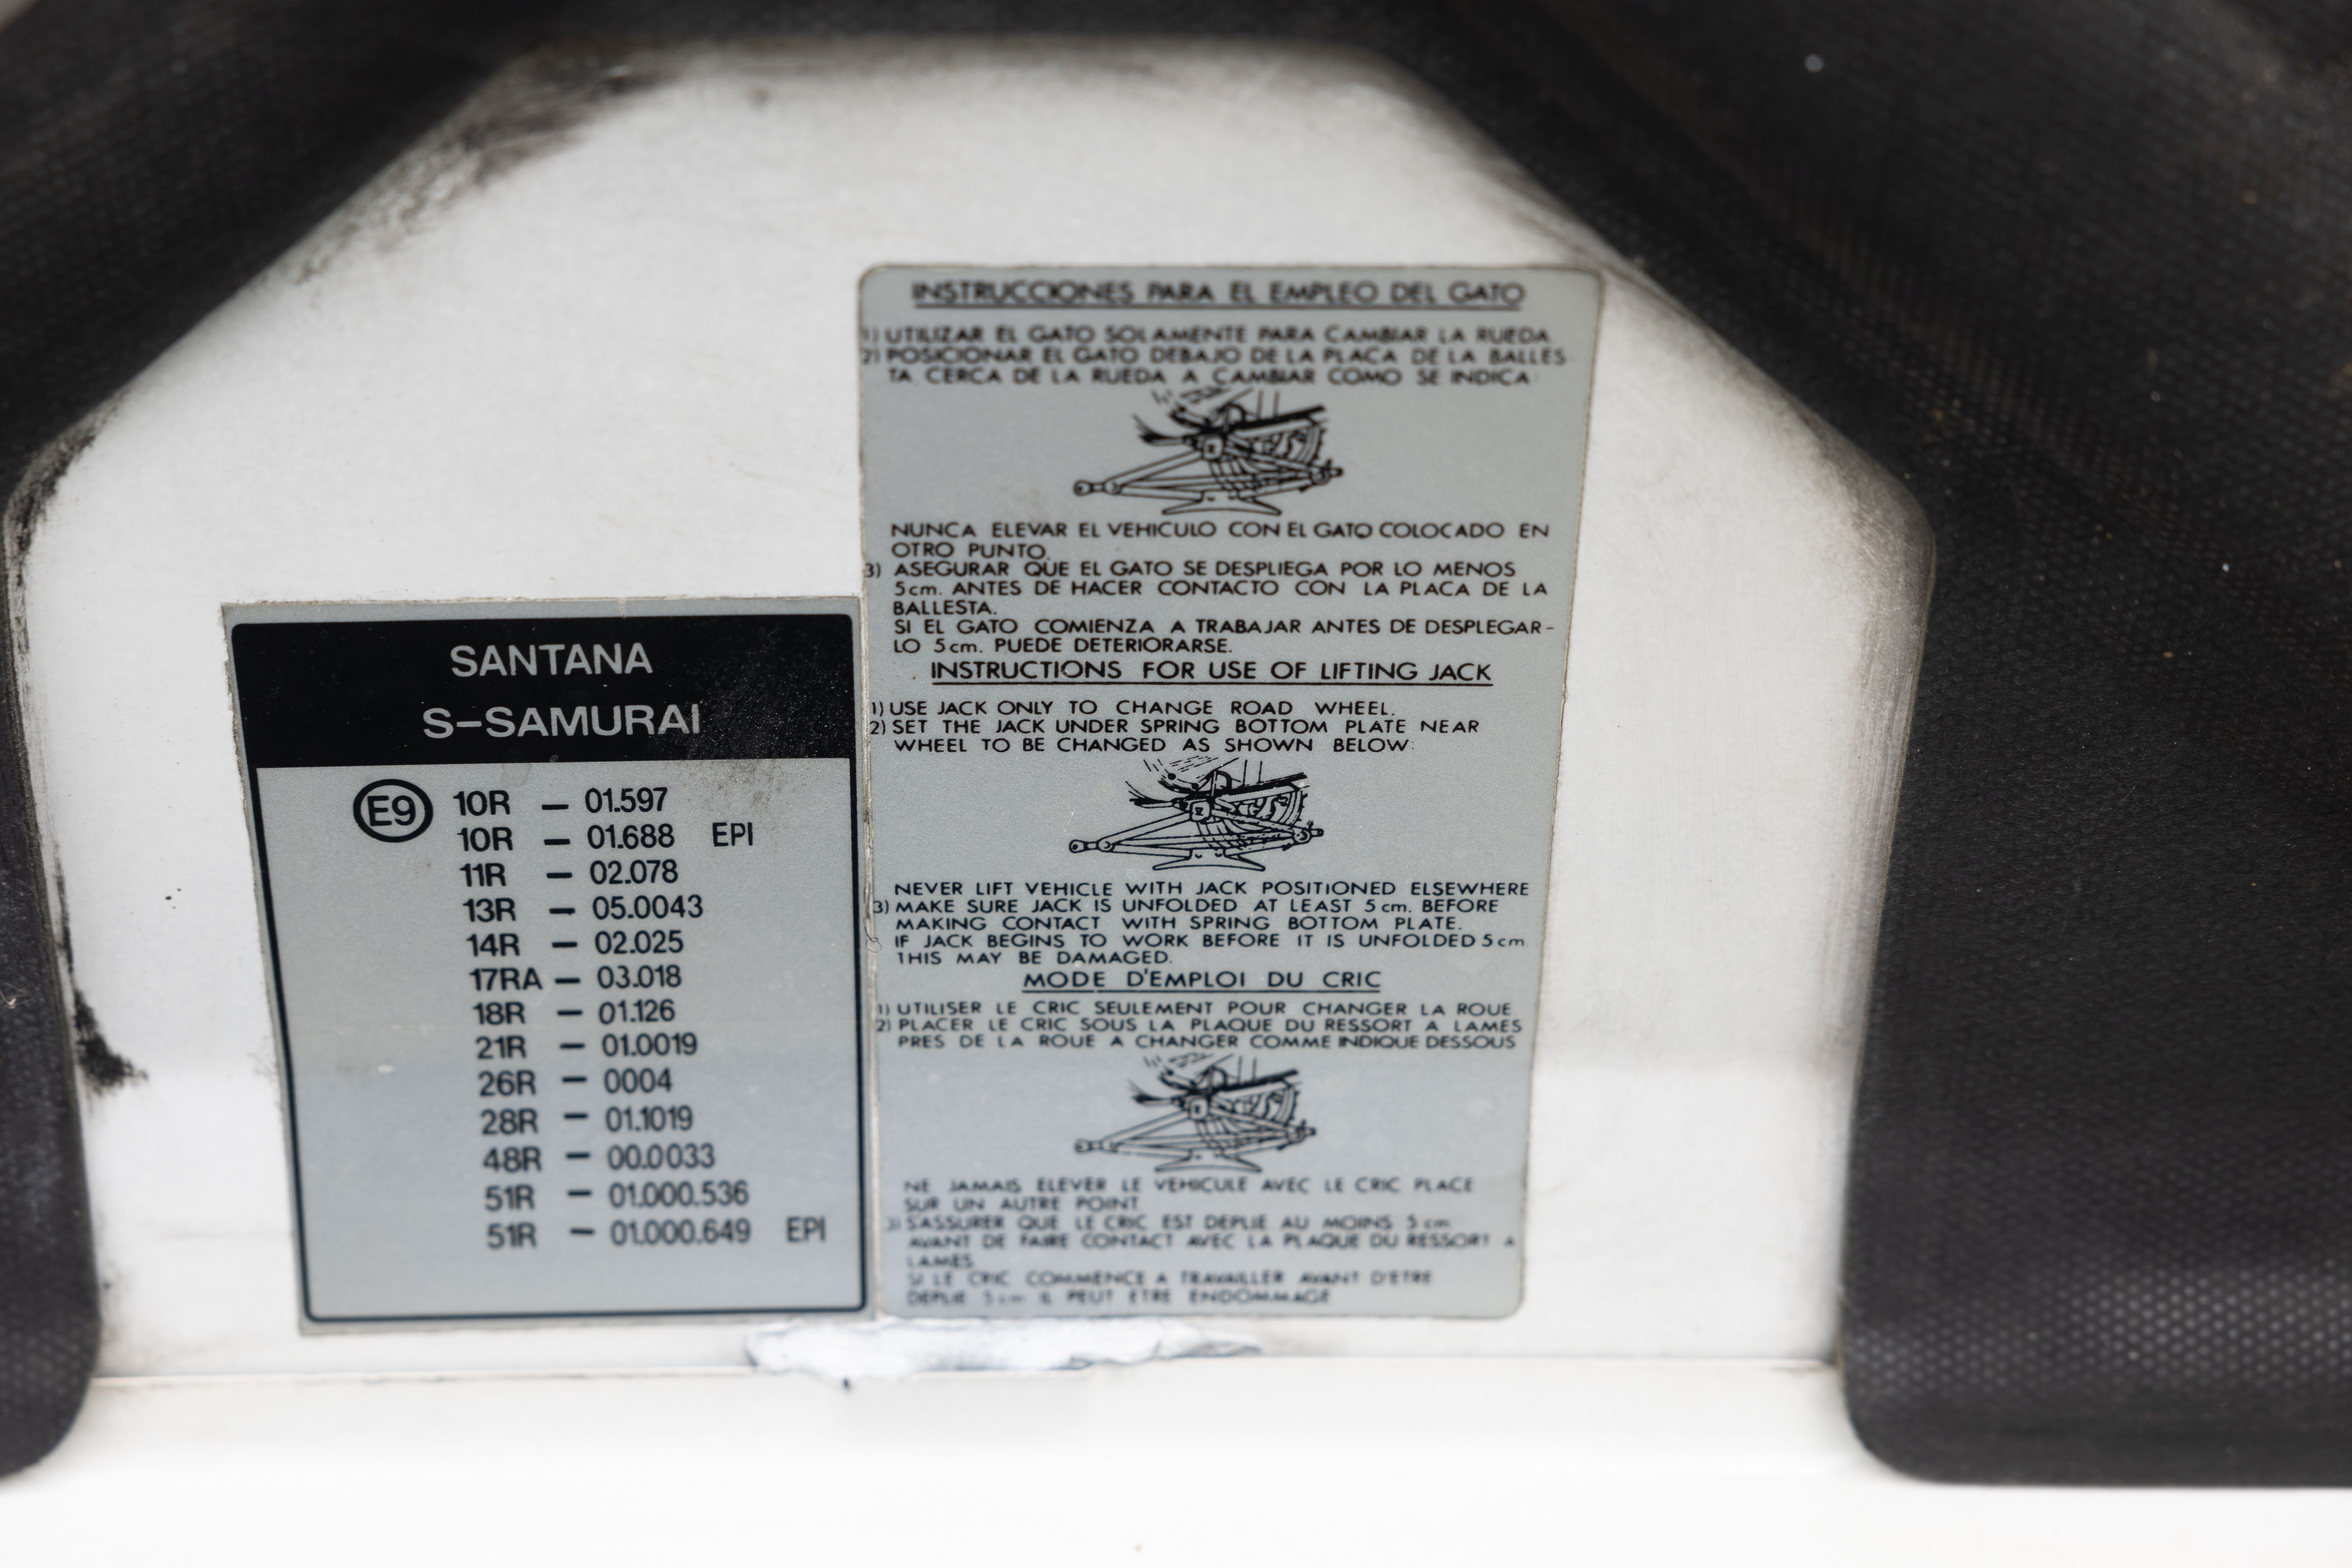 SANTANA
S-SAMURAI
E9 10R - 01.597
10R - 01.688 EPI
11R - 02.078
13R - 05.0043
14R - 02.025
17RA - 03.018
18R - 01.126
21R - 01.0019
26R - 0004
28R - 01.1019
48R - 00.0033
51R - 01.000.536
51R - 01.000.649 EPI
INSTRUCCIONES PARA EL EMPLEO DEL GATO
1) UTILIZAR EL GATO SOLAMENTE PARA CAMBIAR LA RUEDA
2) POSICIONAR EL GATO DEBAJO DE LA PLACA DE LA BALLES
TA CERCA DE LA RUEDA A CAMBIAR COMO SE INDICA
NUNCA ELEVAR EL VEHICULO CON EL GATO COLOCADO EN
OTRO PUNTO.
3) ASEGURAR QUE EL GATO SE DESPLIEGA POR LO MENOS
5cm. ANTES DE HACER CONTACTO CON LA PLACA DE LA
BALLESTA.
SI EL GATO COMIENZA A TRABAJAR ANTES DE DESPLEGAR-
LO 5cm. PUEDE DETERIORARSE.
INSTRUCTIONS FOR USE OF LIFTING JACK
1) USE JACK ONLY TO CHANGE ROAD WHEEL.
2) SET THE JACK UNDER SPRING BOTTOM PLATE NEAR
WHEEL TO BE CHANGED AS SHOWN BELOW:
NEVER LIFT VEHICLE WITH JACK POSITIONED ELSEWHERE
3) MAKE SURE JACK IS UNFOLDED AT LEAST 5cm. BEFORE
MAKING CONTACT WITH SPRING BOTTOM PLATE.
IF JACK BEGINS TO WORK BEFORE IT IS UNFOLDED 5cm
THIS MAY BE DAMAGED.
MODE D'EMPLOI DU CRIC
1) UTILISER LE CRIC SEULEMENT POUR CHANGER LA ROUE
2) PLACER LE CRIC SOUS LA PLAQUE DU RESSORT A LAMES
PRES DE LA ROUE A CHANGER COMME INDIQUE DESSOUS
NE JAMAIS ELEVER LE VEHICULE AVEC LE CRIC PLACE
SUR UN AUTRE POINT
3) S'ASSURER QUE LE CRIC EST DEPLIE AU MOINS 5cm
AVANT DE FAIRE CONTACT AVEC LA PLAQUE DU RESSORT A
LAMES
SI LE CRIC COMMENCE A TRAVAILLER AVANT D'ETRE
DEPLIE 5cm IL PEUT ETRE ENDOMMAGE